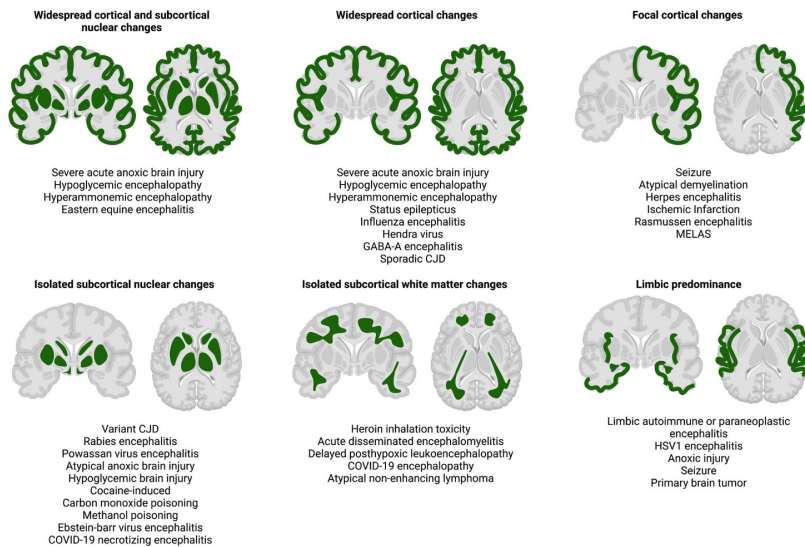 Widespread cortical and subcortical
nuclear changes
Severe acute anoxic brain injury
Hypoglycemic encephalopathy
Hyperammonemic encephalopathy
Eastern equine encephalitis
Widespread cortical changes
Severe acute anoxic brain injury
Hypoglycemic encephalopathy
Hyperammonemic encephalopathy
Status epilepticus
Influenza encephalitis
Hendra virus
GABA-A encephalitis
Sporadic CJD
Focal cortical changes
Seizure
Atypical demyelination
Herpes encephalitis
Ischemic Infarction
Rasmussen encephalitis
MELAS
Isolated subcortical nuclear changes
Variant CJD
Rabies encephalitis
Powassan virus encephalitis
Atypical anoxic brain injury
Hypoglycemic brain injury
Cocaine-induced
Carbon monoxide poisoning
Methanol poisoning
Ebstein-barr virus encephalitis
COVID-19 necrotizing encephalitis
Isolated subcortical white matter changes
Heroin inhalation toxicity
Acute disseminated encephalomyelitis
Delayed posthypoxic leukoencephalopathy
COVID-19 encephalopathy
Atypical non-enhancing lymphoma
Limbic predominance
Limbic autoimmune or paraneoplastic
encephalitis
HSV1 encephalitis
Anoxic injury
Seizure
Primary brain tumor